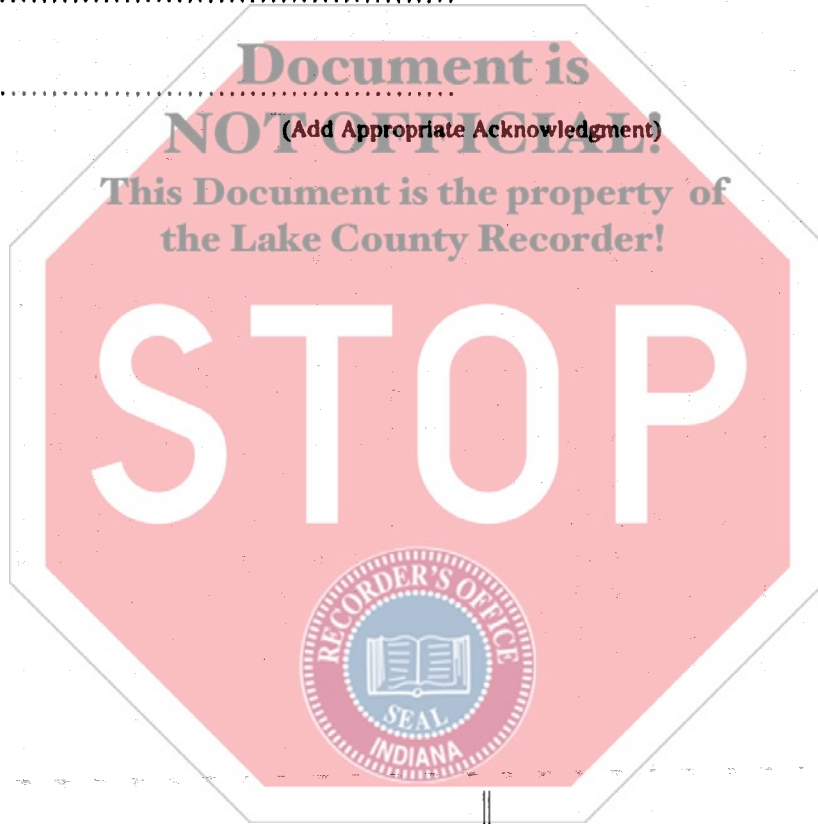 Document is
NOT OFFICIAL!
(Add Appropriate Acknowledgment)
This Document is the property of
the Lake County Recorder!
STOP
RECORDER'S OFFICE
SEAL
INDIANA